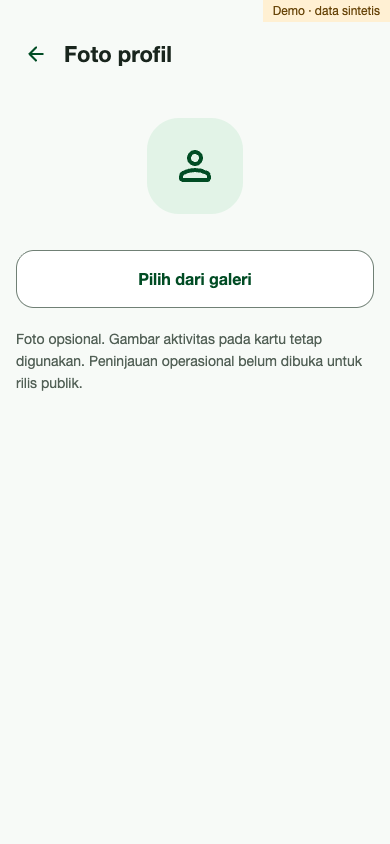 Demo · data sintetis
Foto profil
Pilih dari galeri
Foto opsional. Gambar aktivitas pada kartu tetap
digunakan. Peninjauan operasional belum dibuka untuk
rilis publik.